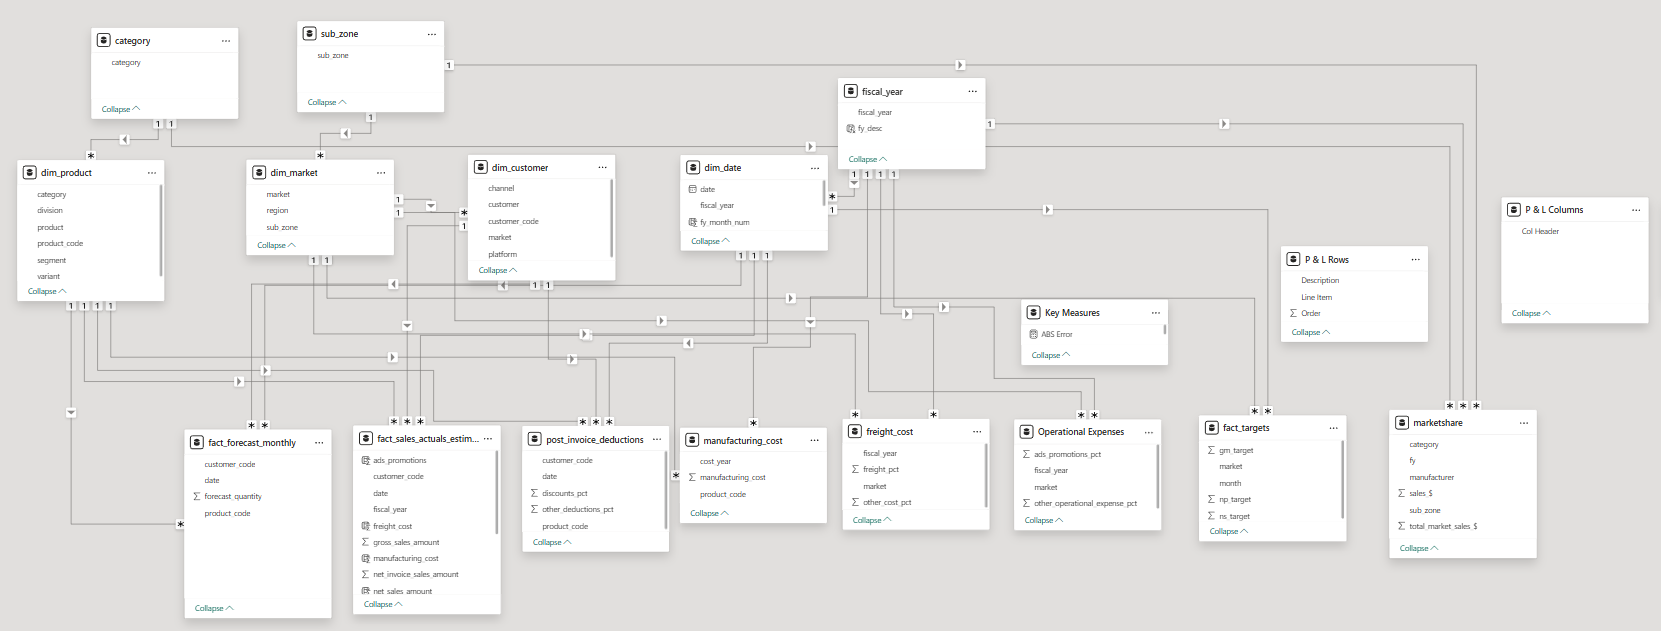 category
category
Collapse
sub_zone
sub_zone
Collapse
fiscal_year
fiscal_year
fy_desc
Collapse
dim_product
category
division
product
product_code
segment
variant
Collapse
dim_market
market
region
sub_zone
Collapse
dim_customer
channel
customer
customer_code
market
platform
Collapse
dim_date
date
fiscal_year
fy_month_num
Collapse
P & L Columns
Col Header
Collapse
P & L Rows
Description
Line Item
Order
Collapse
Key Measures
ABS Error
Collapse
fact_forecast_monthly
customer_code
date
forecast_quantity
product_code
Collapse
fact_sales_actuals_estim...
ads_promotions
customer_code
date
fiscal_year
freight_cost
gross_sales_amount
manufacturing_cost
net_invoice_sales_amount
net_sales_amount
Collapse
post_invoice_deductions
customer_code
date
discounts_pct
other_deductions_pct
product_code
Collapse
manufacturing_cost
cost_year
manufacturing_cost
product_code
Collapse
freight_cost
fiscal_year
freight_pct
market
other_cost_pct
Collapse
Operational Expenses
ads_promotions_pct
fiscal_year
market
other_operational_expense_pct
Collapse
fact_targets
gm_target
market
month
np_target
ns_target
Collapse
marketshare
category
fy
manufacturer
sales_$
sub_zone
total_market_sales_$
Collapse